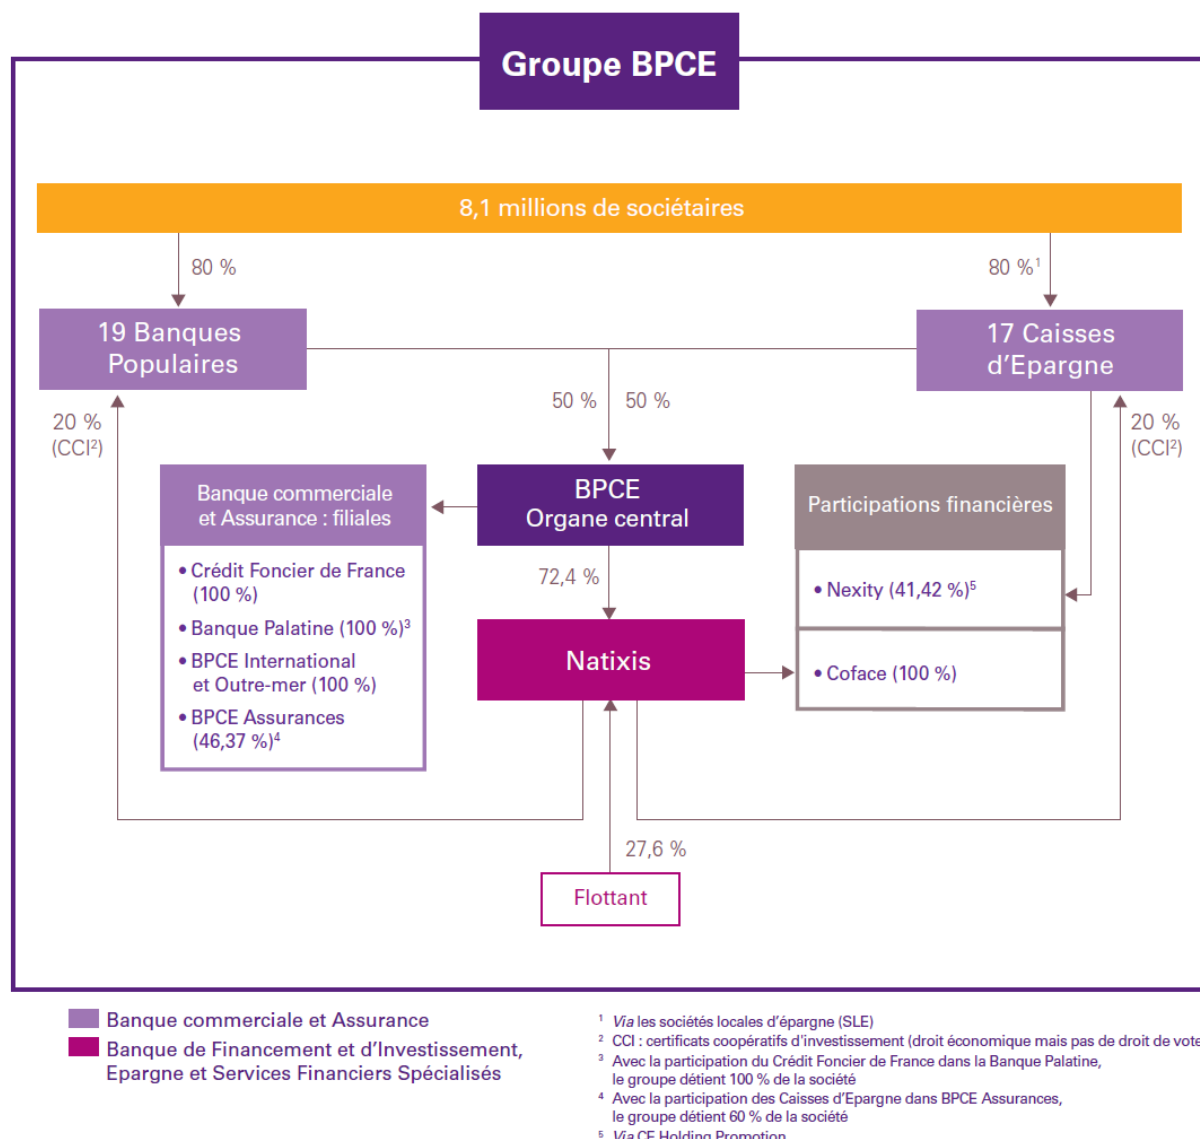 Groupe BPCE
8,1 millions de sociétaires
80 %
80 %¹
19 Banques
Populaires
17 Caisses
d'Epargne
50 %
50 %
20 %
(CCI²)
20 %
(CCI²)
Banque commerciale
et Assurance : filiales
• Crédit Foncier de France
(100 %)
• Banque Palatine (100 %)³
• BPCE International
et Outre-mer (100 %)
• BPCE Assurances
(46,37 %)⁴
BPCE
Organe central
72,4 %
Natixis
Participations financières
• Nexity (41,42 %)⁵
• Coface (100 %)
27,6 %
Flottant
Banque commerciale et Assurance
Banque de Financement et d'Investissement,
Epargne et Services Financiers Spécialisés
¹ Via les sociétés locales d'épargne (SLE)
² CCI : certificats coopératifs d'investissement (droit économique mais pas de droit de vote
³ Avec la participation du Crédit Foncier de France dans la Banque Palatine,
le groupe détient 100 % de la société
⁴ Avec la participation des Caisses d'Epargne dans BPCE Assurances,
le groupe détient 60 % de la société
⁵ Via CE Holding Promotion